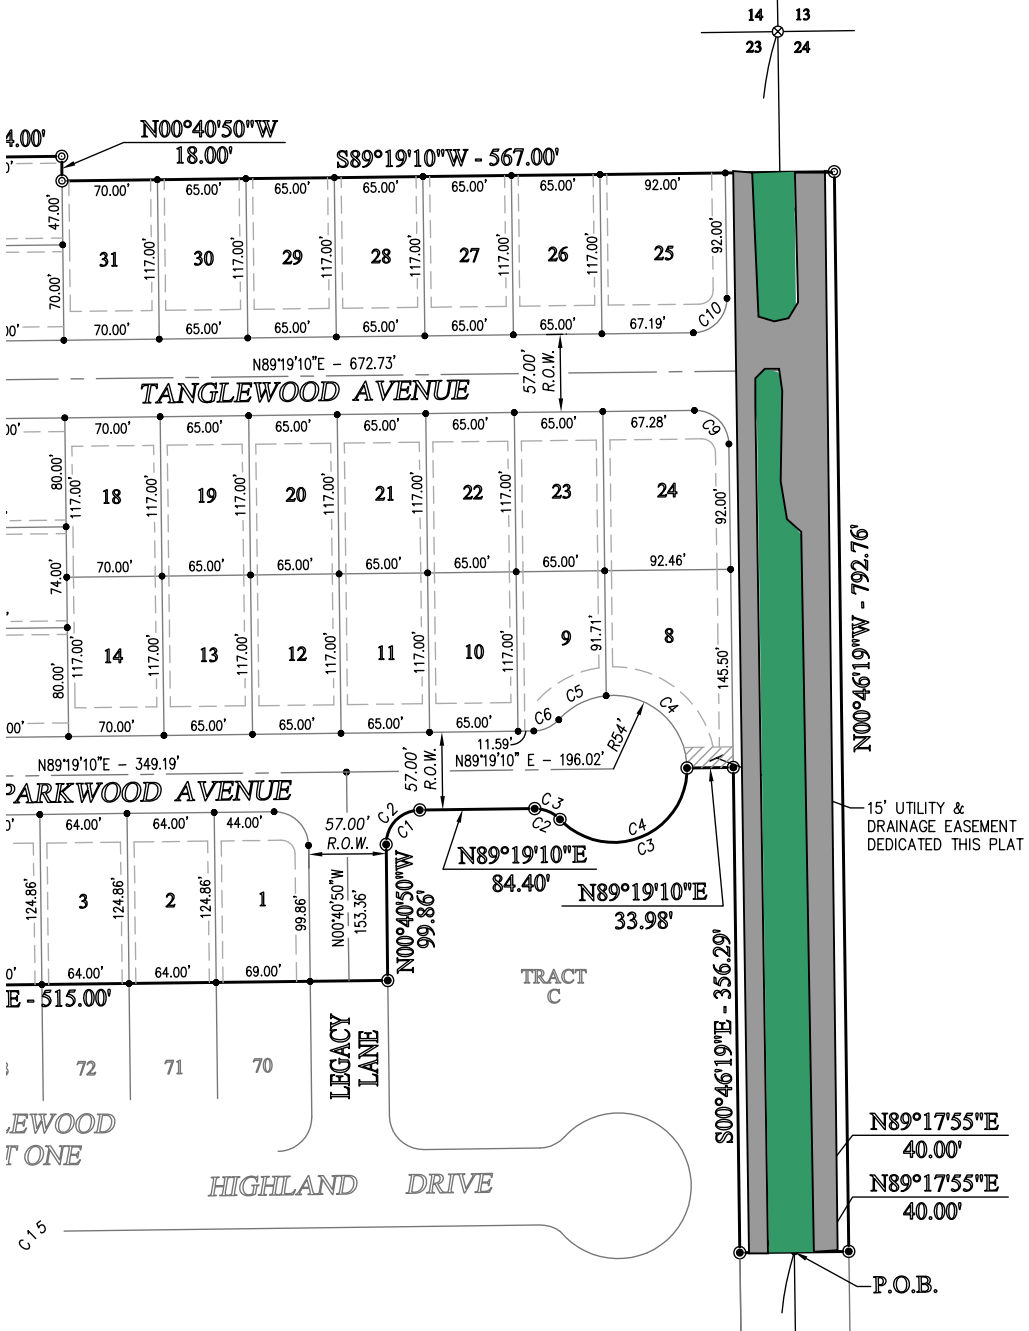 14 13
23 24
4.00'
N00°40'50"W
18.00'
S89°19'10"W - 567.00'
0'
70.00' 65.00' 65.00' 65.00' 65.00' 65.00' 92.00'
47.00'
31 30 29 28 27 26 25
117.00' 117.00' 117.00' 117.00' 117.00' 117.00' 92.00'
70.00'
C10
00' 70.00' 65.00' 65.00' 65.00' 65.00' 65.00' 67.19'
N89°19'10"E - 672.73'
57.00'
R.O.W.
TANGLEWOOD AVENUE
00' 70.00' 65.00' 65.00' 65.00' 65.00' 65.00' 67.28'
C9
80.00'
18 19 20 21 22 23 24
117.00' 117.00' 117.00' 117.00' 117.00' 117.00' 92.00'
70.00' 65.00' 65.00' 65.00' 65.00' 65.00' 92.46'
74.00'
N00°46'19"W - 792.76'
14 13 12 11 10 9 8
117.00' 117.00' 117.00' 117.00' 117.00' 117.00' 91.71' 145.50'
80.00'
C6 C5 C4
00' 70.00' 65.00' 65.00' 65.00' 65.00'
11.59'
R54'
57.00'
R.O.W.
N89°19'10"E - 349.19'
N89°19'10" E - 196.02'
PARKWOOD AVENUE
0' 64.00' 64.00' 44.00'
57.00'
R.O.W.
C2
C1
C3
C2
C4
C3
15' UTILITY &
DRAINAGE EASEMENT
DEDICATED THIS PLAT
N89°19'10"E
84.40'
N89°19'10"E
33.98'
3 2 1
124.86' 124.86' 124.86' 99.86'
N00°40'50"W
153.36'
N00°40'50"W
99.86'
0' 64.00' 64.00' 69.00'
E - 515.00'
TRACT
C
S00°46'19"E - 356.29'
LEGACY
LANE
72 71 70
LEWOOD
T ONE
HIGHLAND DRIVE
N89°17'55"E
40.00'
N89°17'55"E
40.00'
C15
P.O.B.